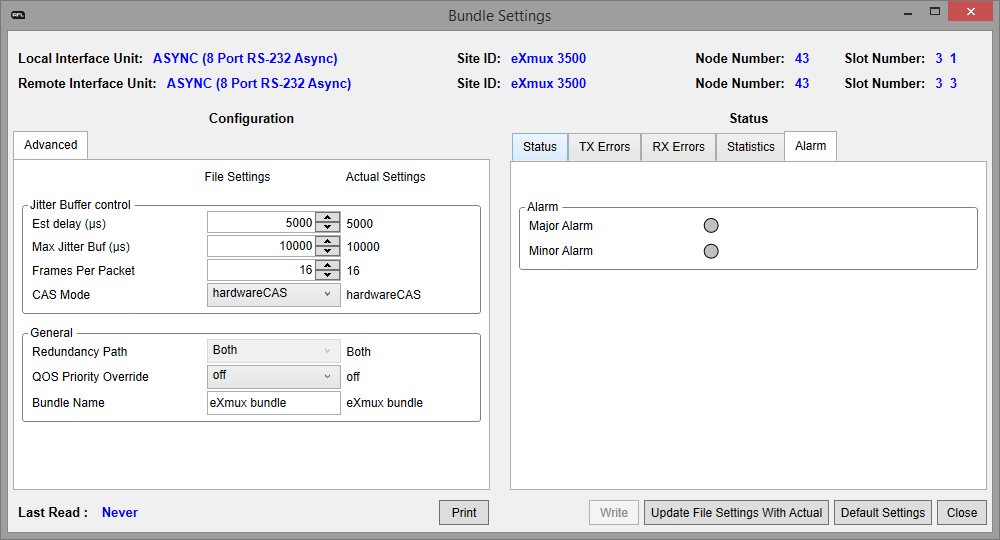 AFL
Bundle Settings
Local Interface Unit: ASYNC (8 Port RS-232 Async) Site ID: eXmux 3500 Node Number: 43 Slot Number: 3 1
Remote Interface Unit: ASYNC (8 Port RS-232 Async) Site ID: eXmux 3500 Node Number: 43 Slot Number: 3 3
Configuration
Advanced
File Settings Actual Settings
Jitter Buffer control
Est delay (µs) 5000 5000
Max Jitter Buf (µs) 10000 10000
Frames Per Packet 16 16
CAS Mode hardwareCAS hardwareCAS
General
Redundancy Path Both Both
QOS Priority Override off off
Bundle Name eXmux bundle eXmux bundle
Status
Status TX Errors RX Errors Statistics Alarm
Alarm
Major Alarm
Minor Alarm
Last Read : Never Print Write Update File Settings With Actual Default Settings Close